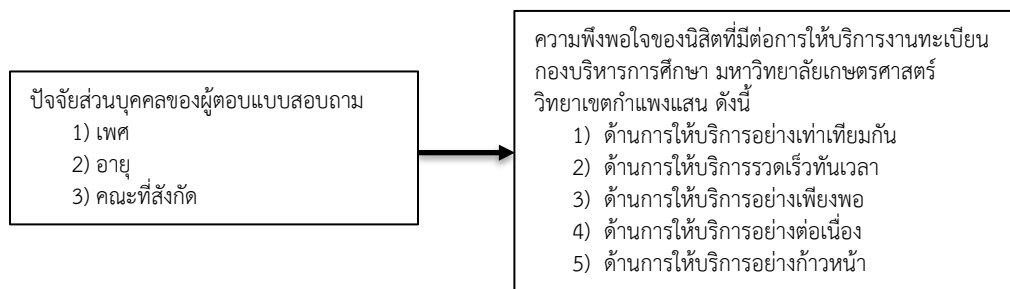 ปัจจัยส่วนบุคคลของผู้ตอบแบบสอบถาม
1) เพศ
2) อายุ
3) คณะที่สังกัด
ความพึงพอใจของนิสิตที่มีต่อการให้บริการงานทะเบียน
กองบริหารการศึกษา มหาวิทยาลัยเกษตรศาสตร์
วิทยาเขตกำแพงแสน ดังนี้
1) ด้านการให้บริการอย่างเท่าเทียมกัน
2) ด้านการให้บริการรวดเร็วทันเวลา
3) ด้านการให้บริการอย่างเพียงพอ
4) ด้านการให้บริการอย่างต่อเนื่อง
5) ด้านการให้บริการอย่างก้าวหน้า